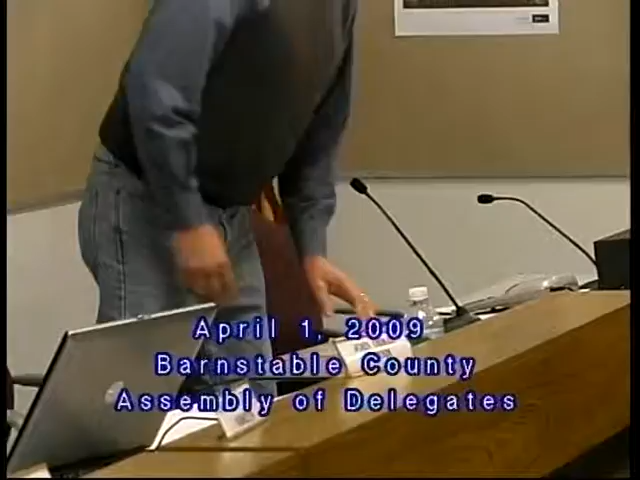 April 1, 2009
Barnstable County
Assembly of Delegates